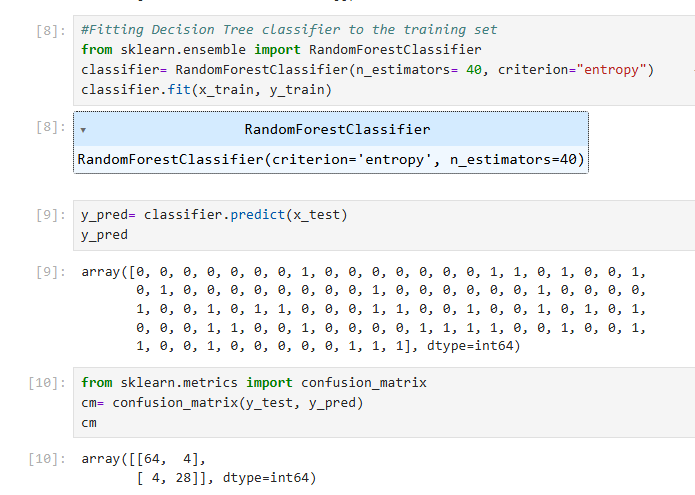 [8]: #Fitting Decision Tree classifier to the training set
from sklearn.ensemble import RandomForestClassifier
classifier= RandomForestClassifier(n_estimators= 40, criterion="entropy")
classifier.fit(x_train, y_train)
[8]: ▾ RandomForestClassifier
RandomForestClassifier(criterion='entropy', n_estimators=40)
[9]: y_pred= classifier.predict(x_test)
y_pred
[9]: array([0, 0, 0, 0, 0, 0, 0, 1, 0, 0, 0, 0, 0, 0, 0, 1, 1, 0, 1, 0, 0, 1,
0, 1, 0, 0, 0, 0, 0, 0, 0, 1, 0, 0, 0, 0, 0, 0, 1, 0, 0, 0, 0,
1, 0, 0, 1, 0, 1, 1, 0, 0, 0, 1, 1, 0, 0, 1, 0, 0, 1, 0, 1, 0, 1,
0, 0, 0, 1, 1, 0, 0, 1, 0, 0, 0, 0, 1, 1, 1, 1, 0, 0, 1, 0, 0, 1,
1, 0, 0, 1, 0, 0, 0, 0, 0, 1, 1, 1], dtype=int64)
[10]: from sklearn.metrics import confusion_matrix
cm= confusion_matrix(y_test, y_pred)
cm
[10]: array([[64,  4],
[ 4, 28]], dtype=int64)